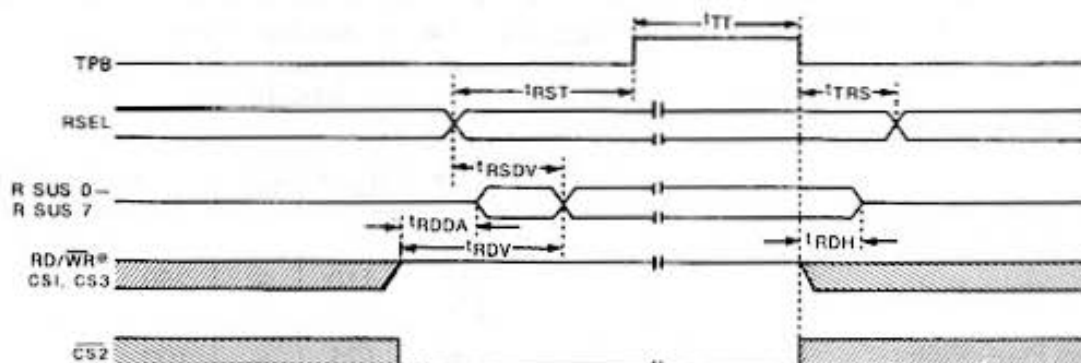 tTT
TPB
tRST
tTRS
RSEL
tRSDV
R SUS 0—
R SUS 7
tRDDA
tRDV
tRDH
RD/WR*
CS1, CS3
CS2